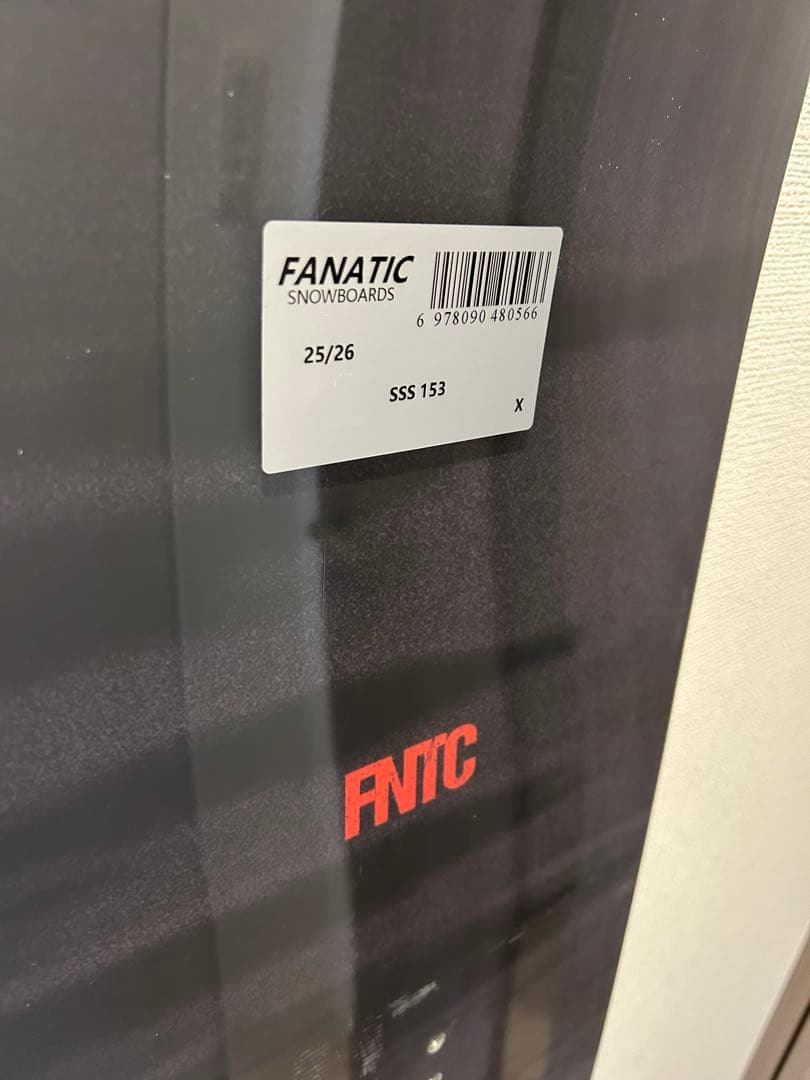 FANATIC
SNOWBOARDS
6 978090 480566
25/26
SSS 153
X
FNTC